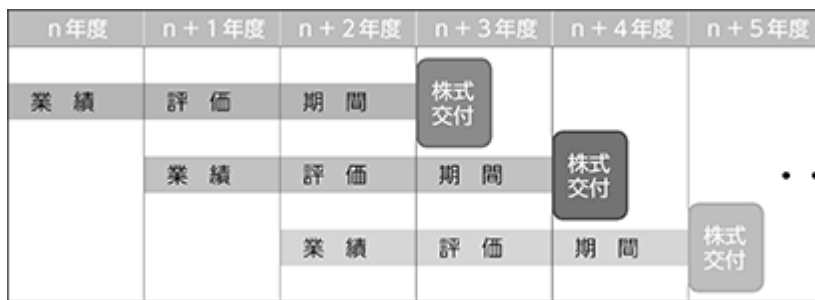 n年度 n+1年度 n+2年度 n+3年度 n+4年度 n+5年度
業 績 評 価 期 間 株式
交付
業 績 評 価 期 間 株式
交付
・・
業 績 評 価 期 間 株式
交付